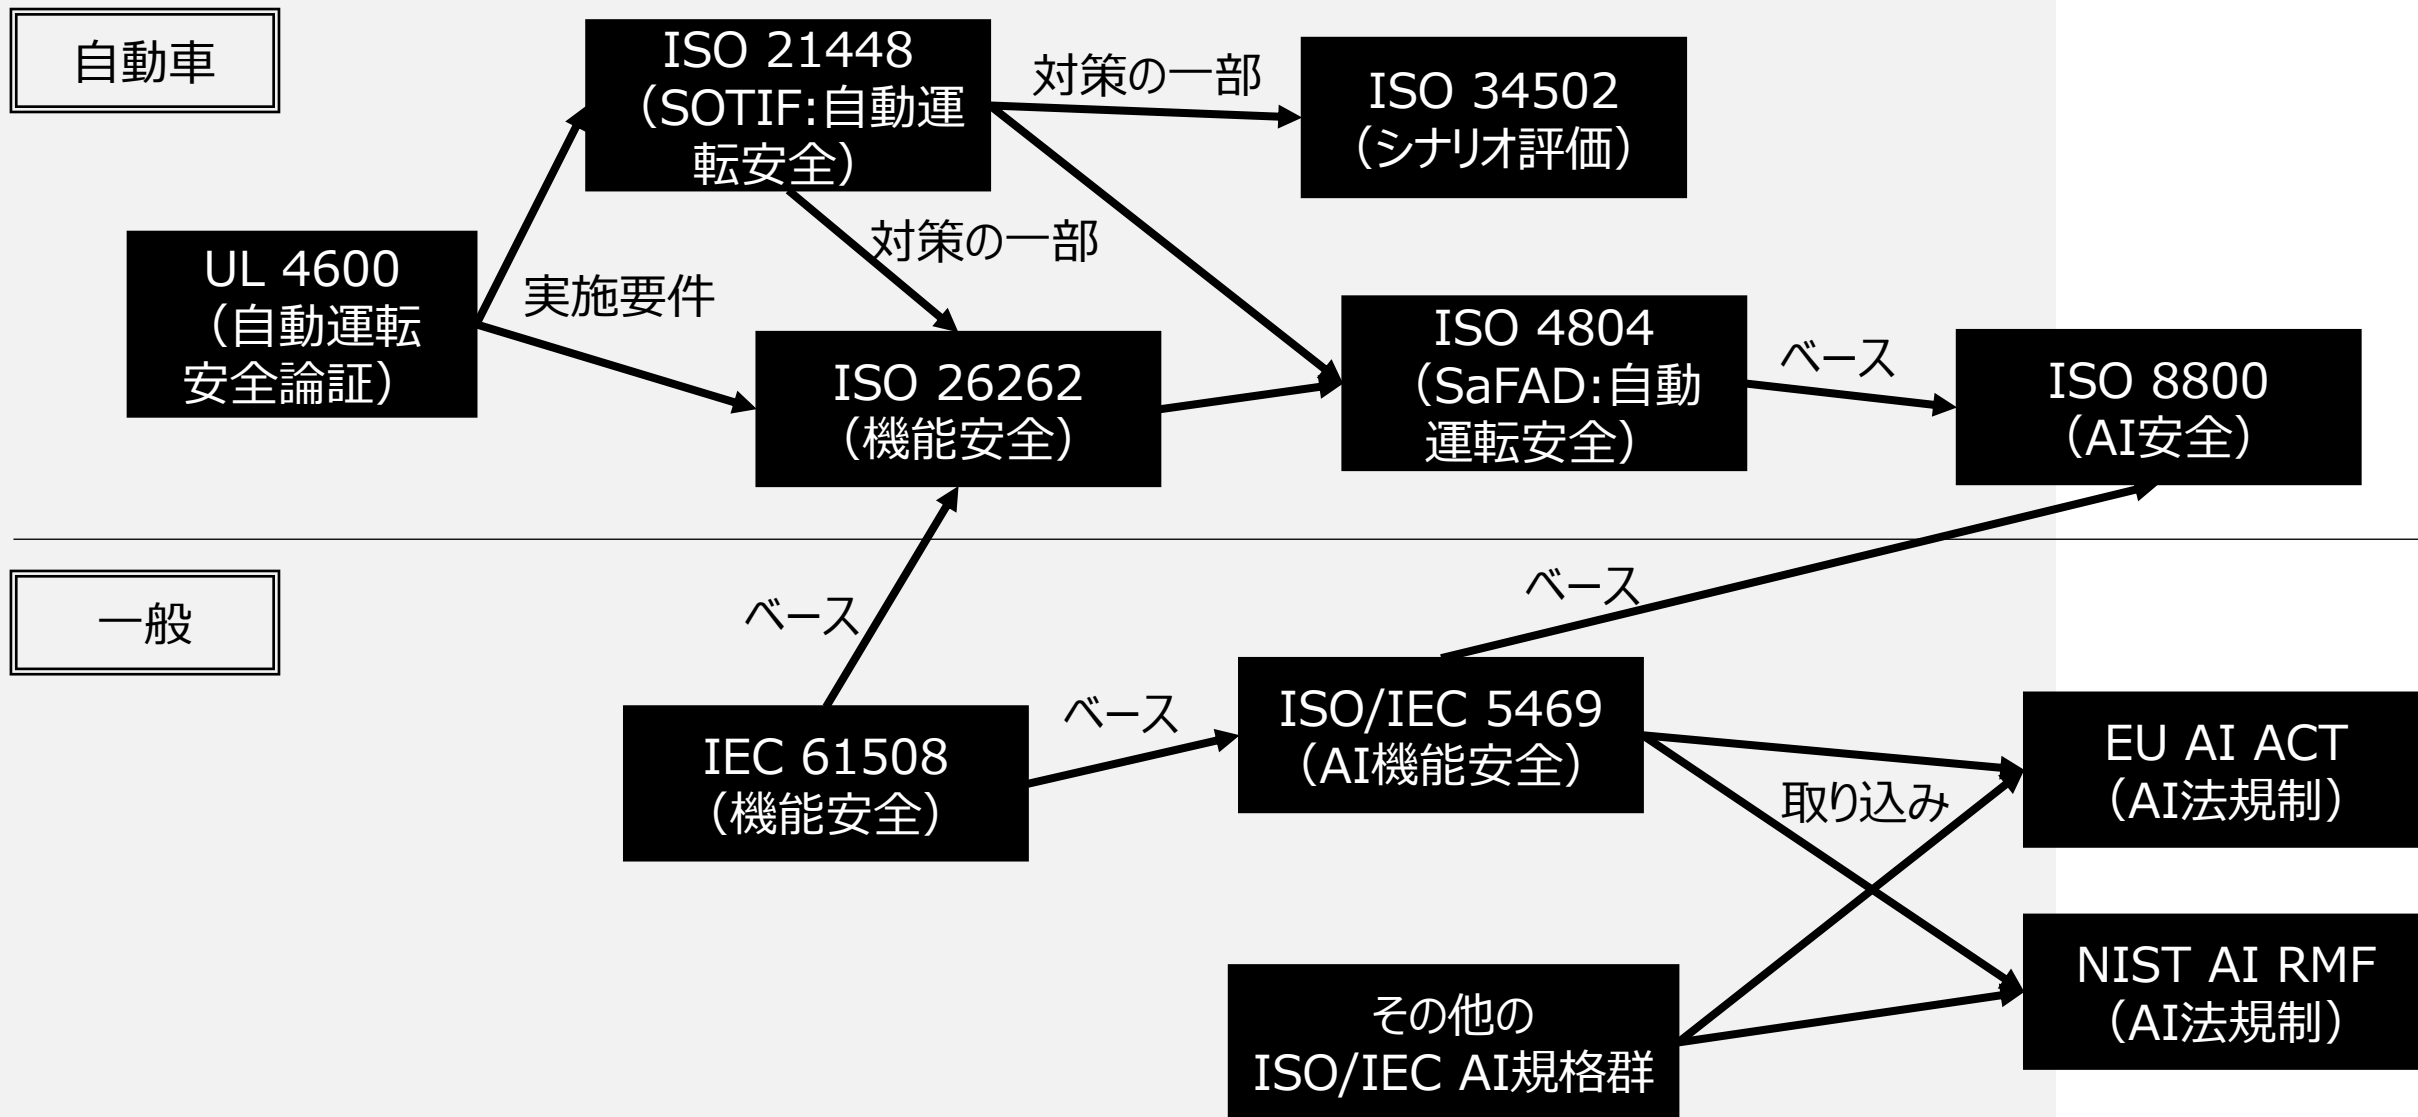 自動車
ISO 21448
（SOTIF:自動運
転安全）
対策の一部
ISO 34502
（シナリオ評価）
UL 4600
（自動運転
安全論証）
実施要件
対策の一部
ISO 26262
（機能安全）
ISO 4804
（SaFAD:自動
運転安全）
ベース
ISO 8800
（AI安全）
一般
ベース
ベース
IEC 61508
（機能安全）
ベース
ISO/IEC 5469
（AI機能安全）
取り込み
EU AI ACT
（AI法規制）
その他の
ISO/IEC AI規格群
NIST AI RMF
（AI法規制）